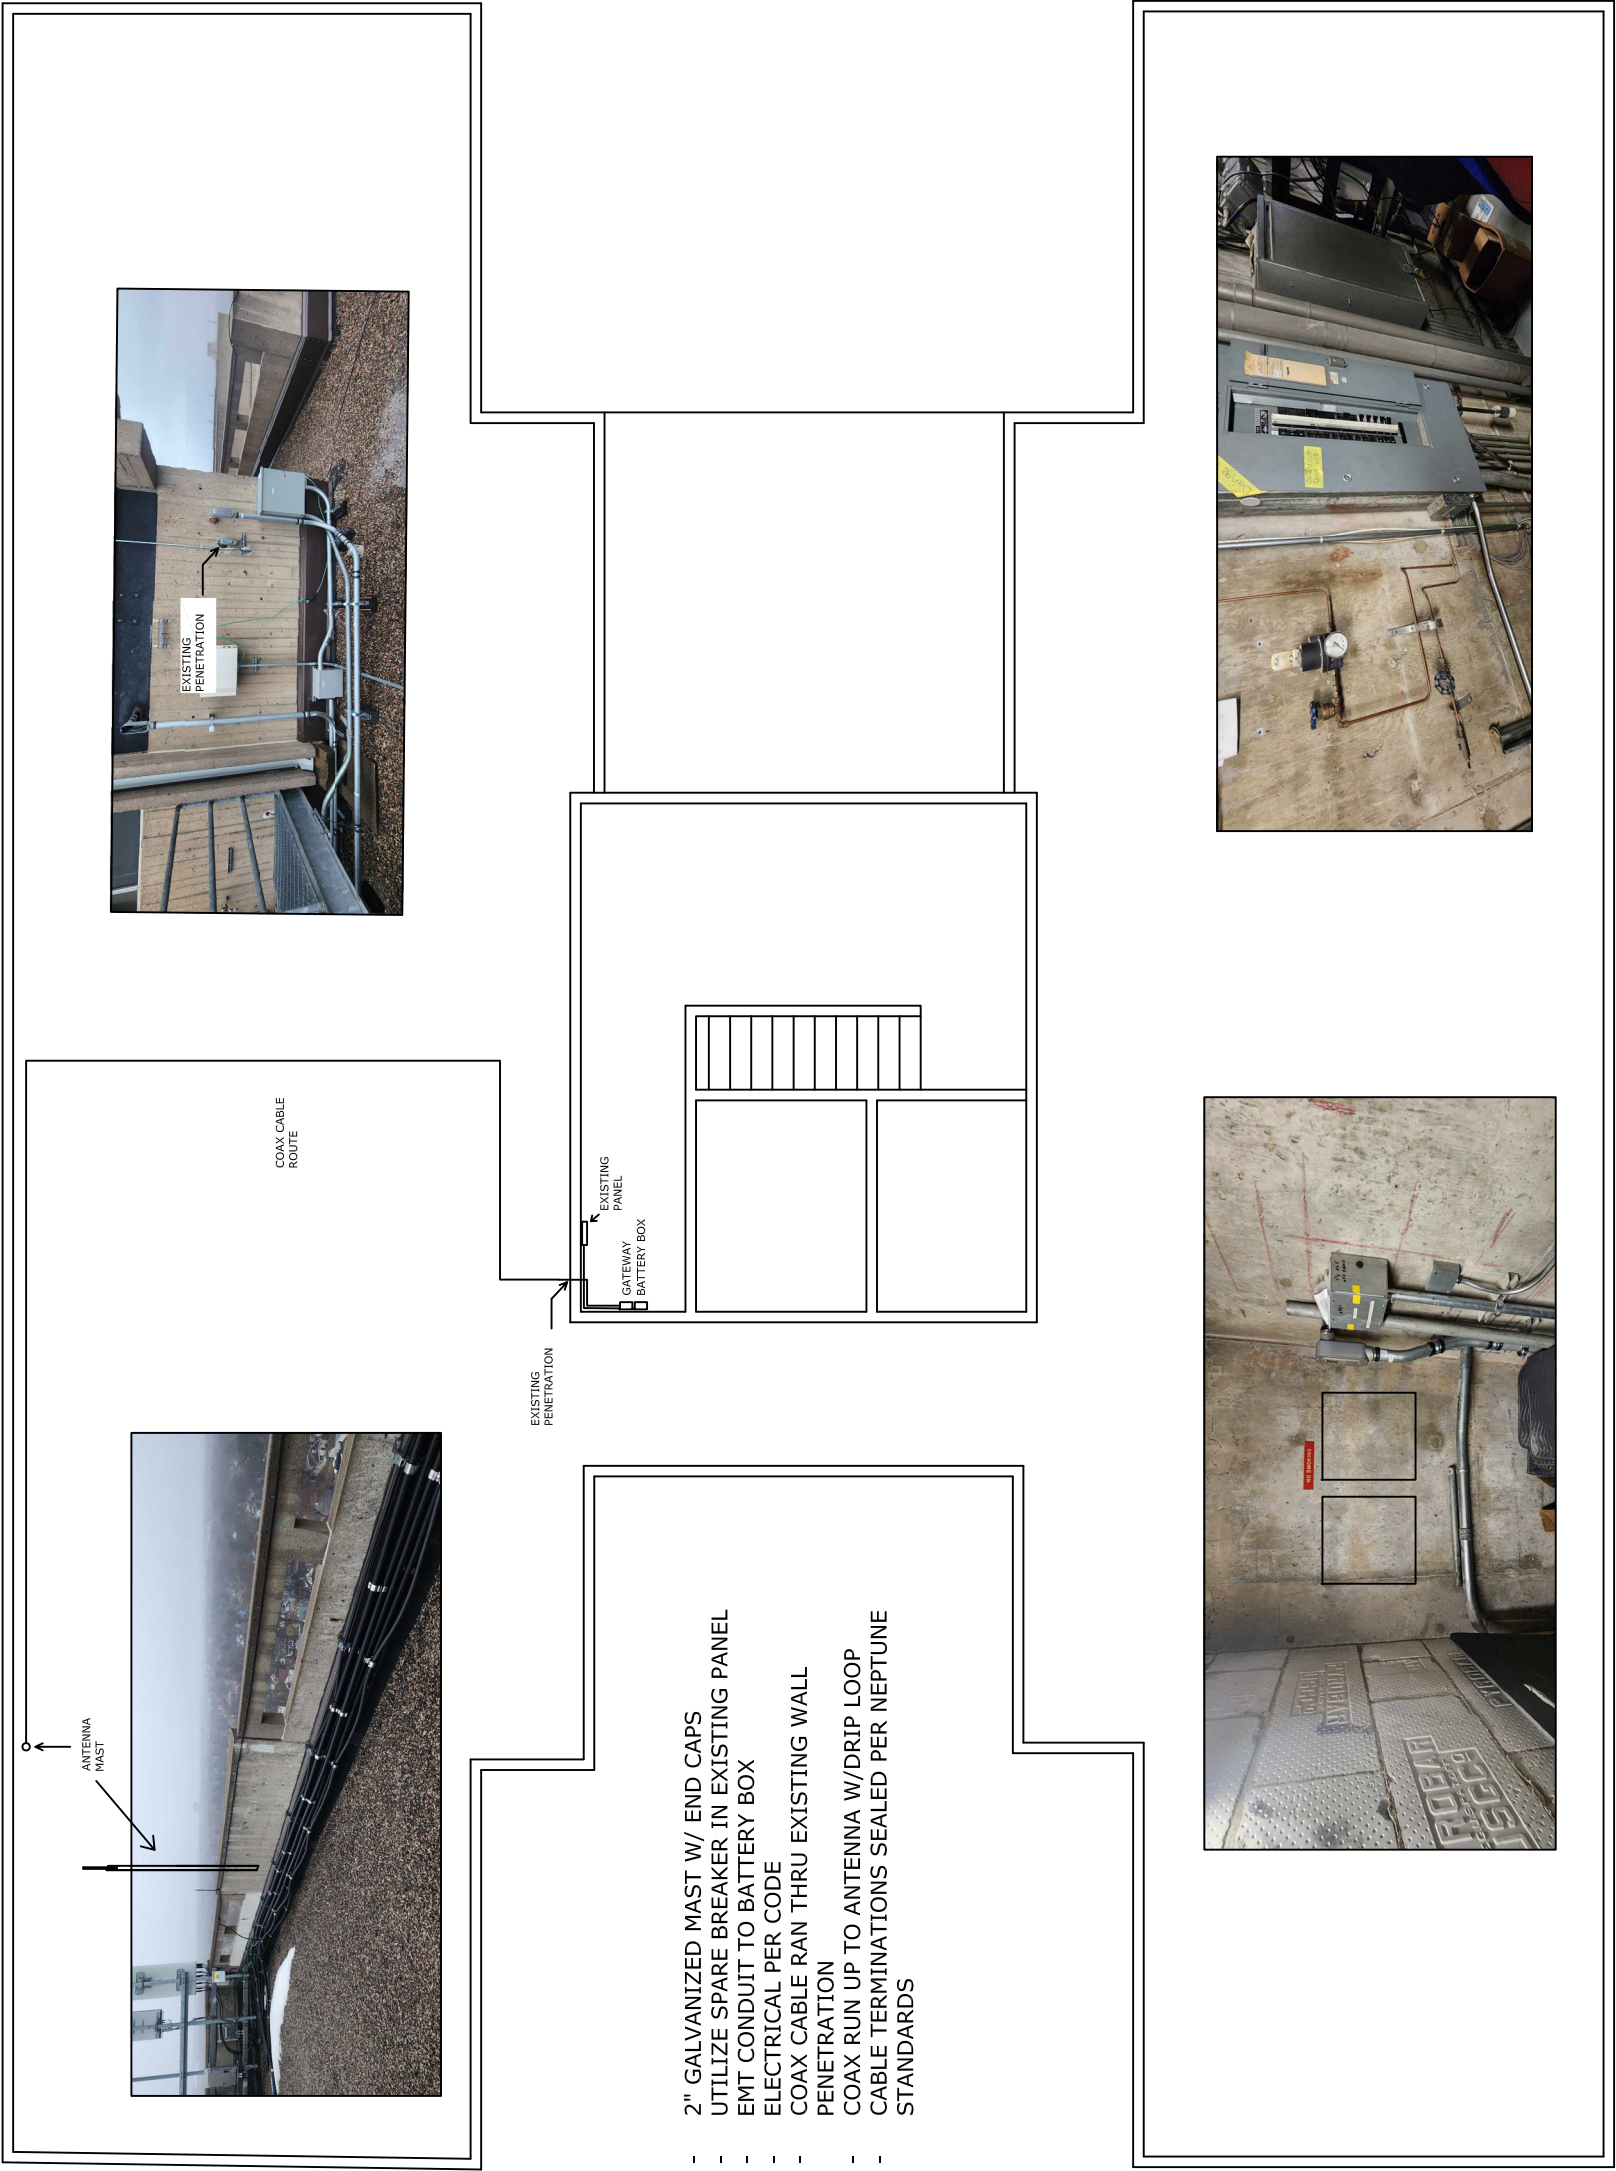 EXISTING
PENETRATION
COAX CABLE
ROUTE
EXISTING
PANEL
GATEWAY
BATTERY BOX
EXISTING
PENETRATION
ANTENNA
MAST
NO SMOKING
- 2" GALVANIZED MAST W/ END CAPS
- UTILIZE SPARE BREAKER IN EXISTING PANEL
- EMT CONDUIT TO BATTERY BOX
- ELECTRICAL PER CODE
- COAX CABLE RAN THRU EXISTING WALL
PENETRATION
- COAX RUN UP TO ANTENNA W/DRIP LOOP
- CABLE TERMINATIONS SEALED PER NEPTUNE
STANDARDS